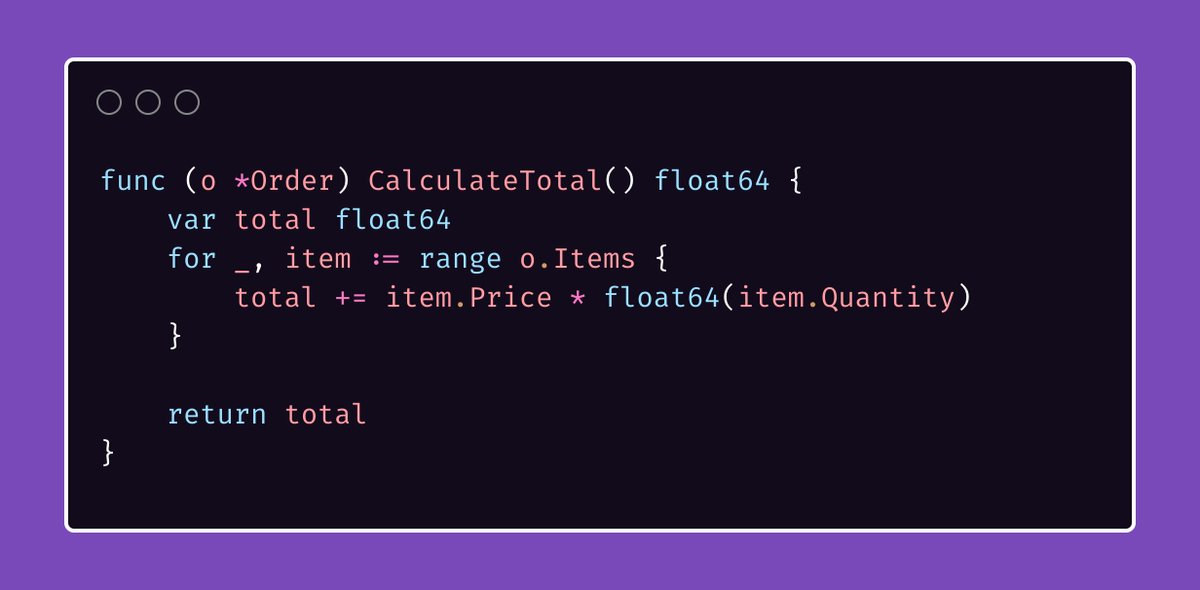 func (o *Order) CalculateTotal() float64 {
    var total float64
    for _, item := range o.Items {
        total += item.Price * float64(item.Quantity)
    }

    return total
}